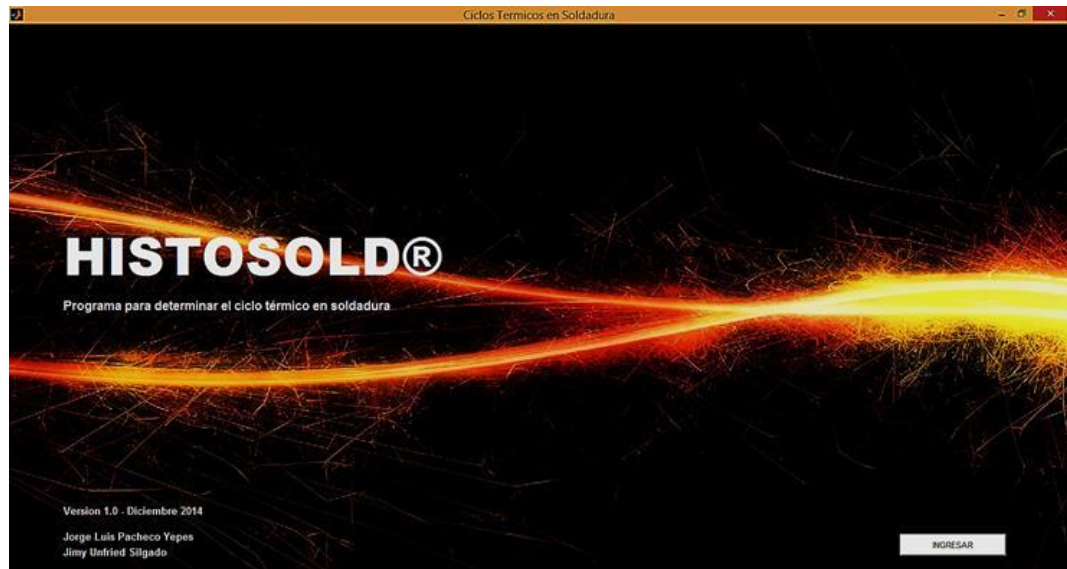 Ciclos Termicos en Soldadura
HISTOSOLD®
Programa para determinar el ciclo térmico en soldadura
Version 1.0 - Diciembre 2014
Jorge Luis Pacheco Yepes
Jimy Unfried Silgado
INGRESAR